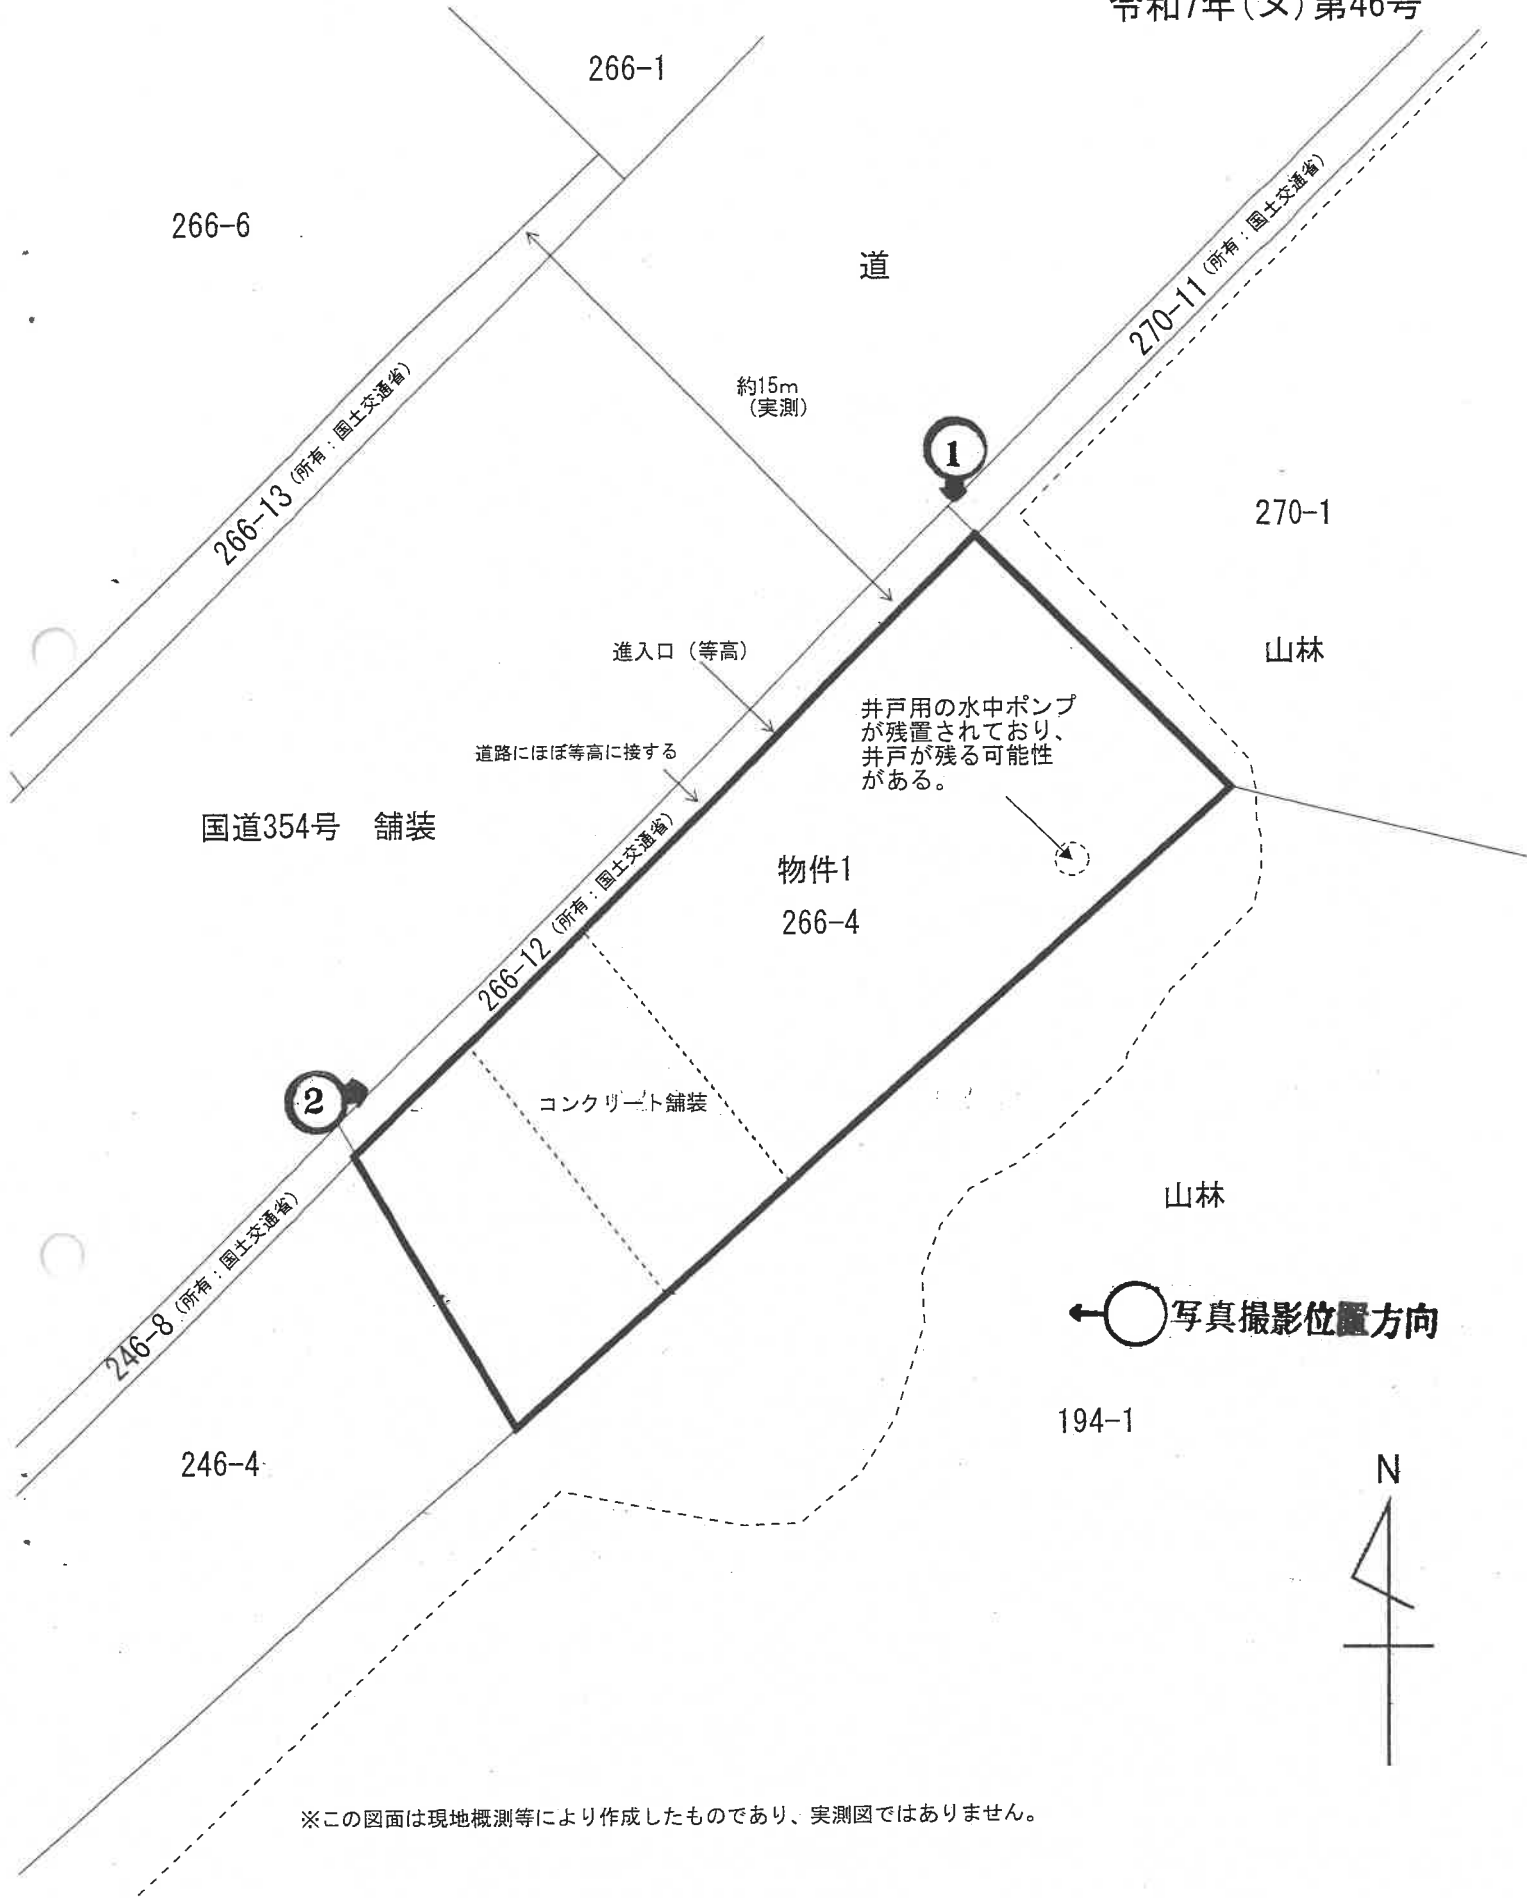 令和7年(ヌ)第46号
266-1
266-6
道
270-11(所有：国土交通省)
約15m
(実測)
266-13(所有：国土交通省)
1
270-1
進入口（等高）
山林
道路にほぼ等高に接する
井戸用の水中ポンプ
が残置されており、
井戸が残る可能性
がある。
国道354号　舗装
物件1
266-4
266-12(所有：国土交通省)
2
コンクリート舗装
山林
246-8(所有：国土交通省)
写真撮影位置方向
194-1
246-4
N
※この図面は現地概測等により作成したものであり、実測図ではありません。